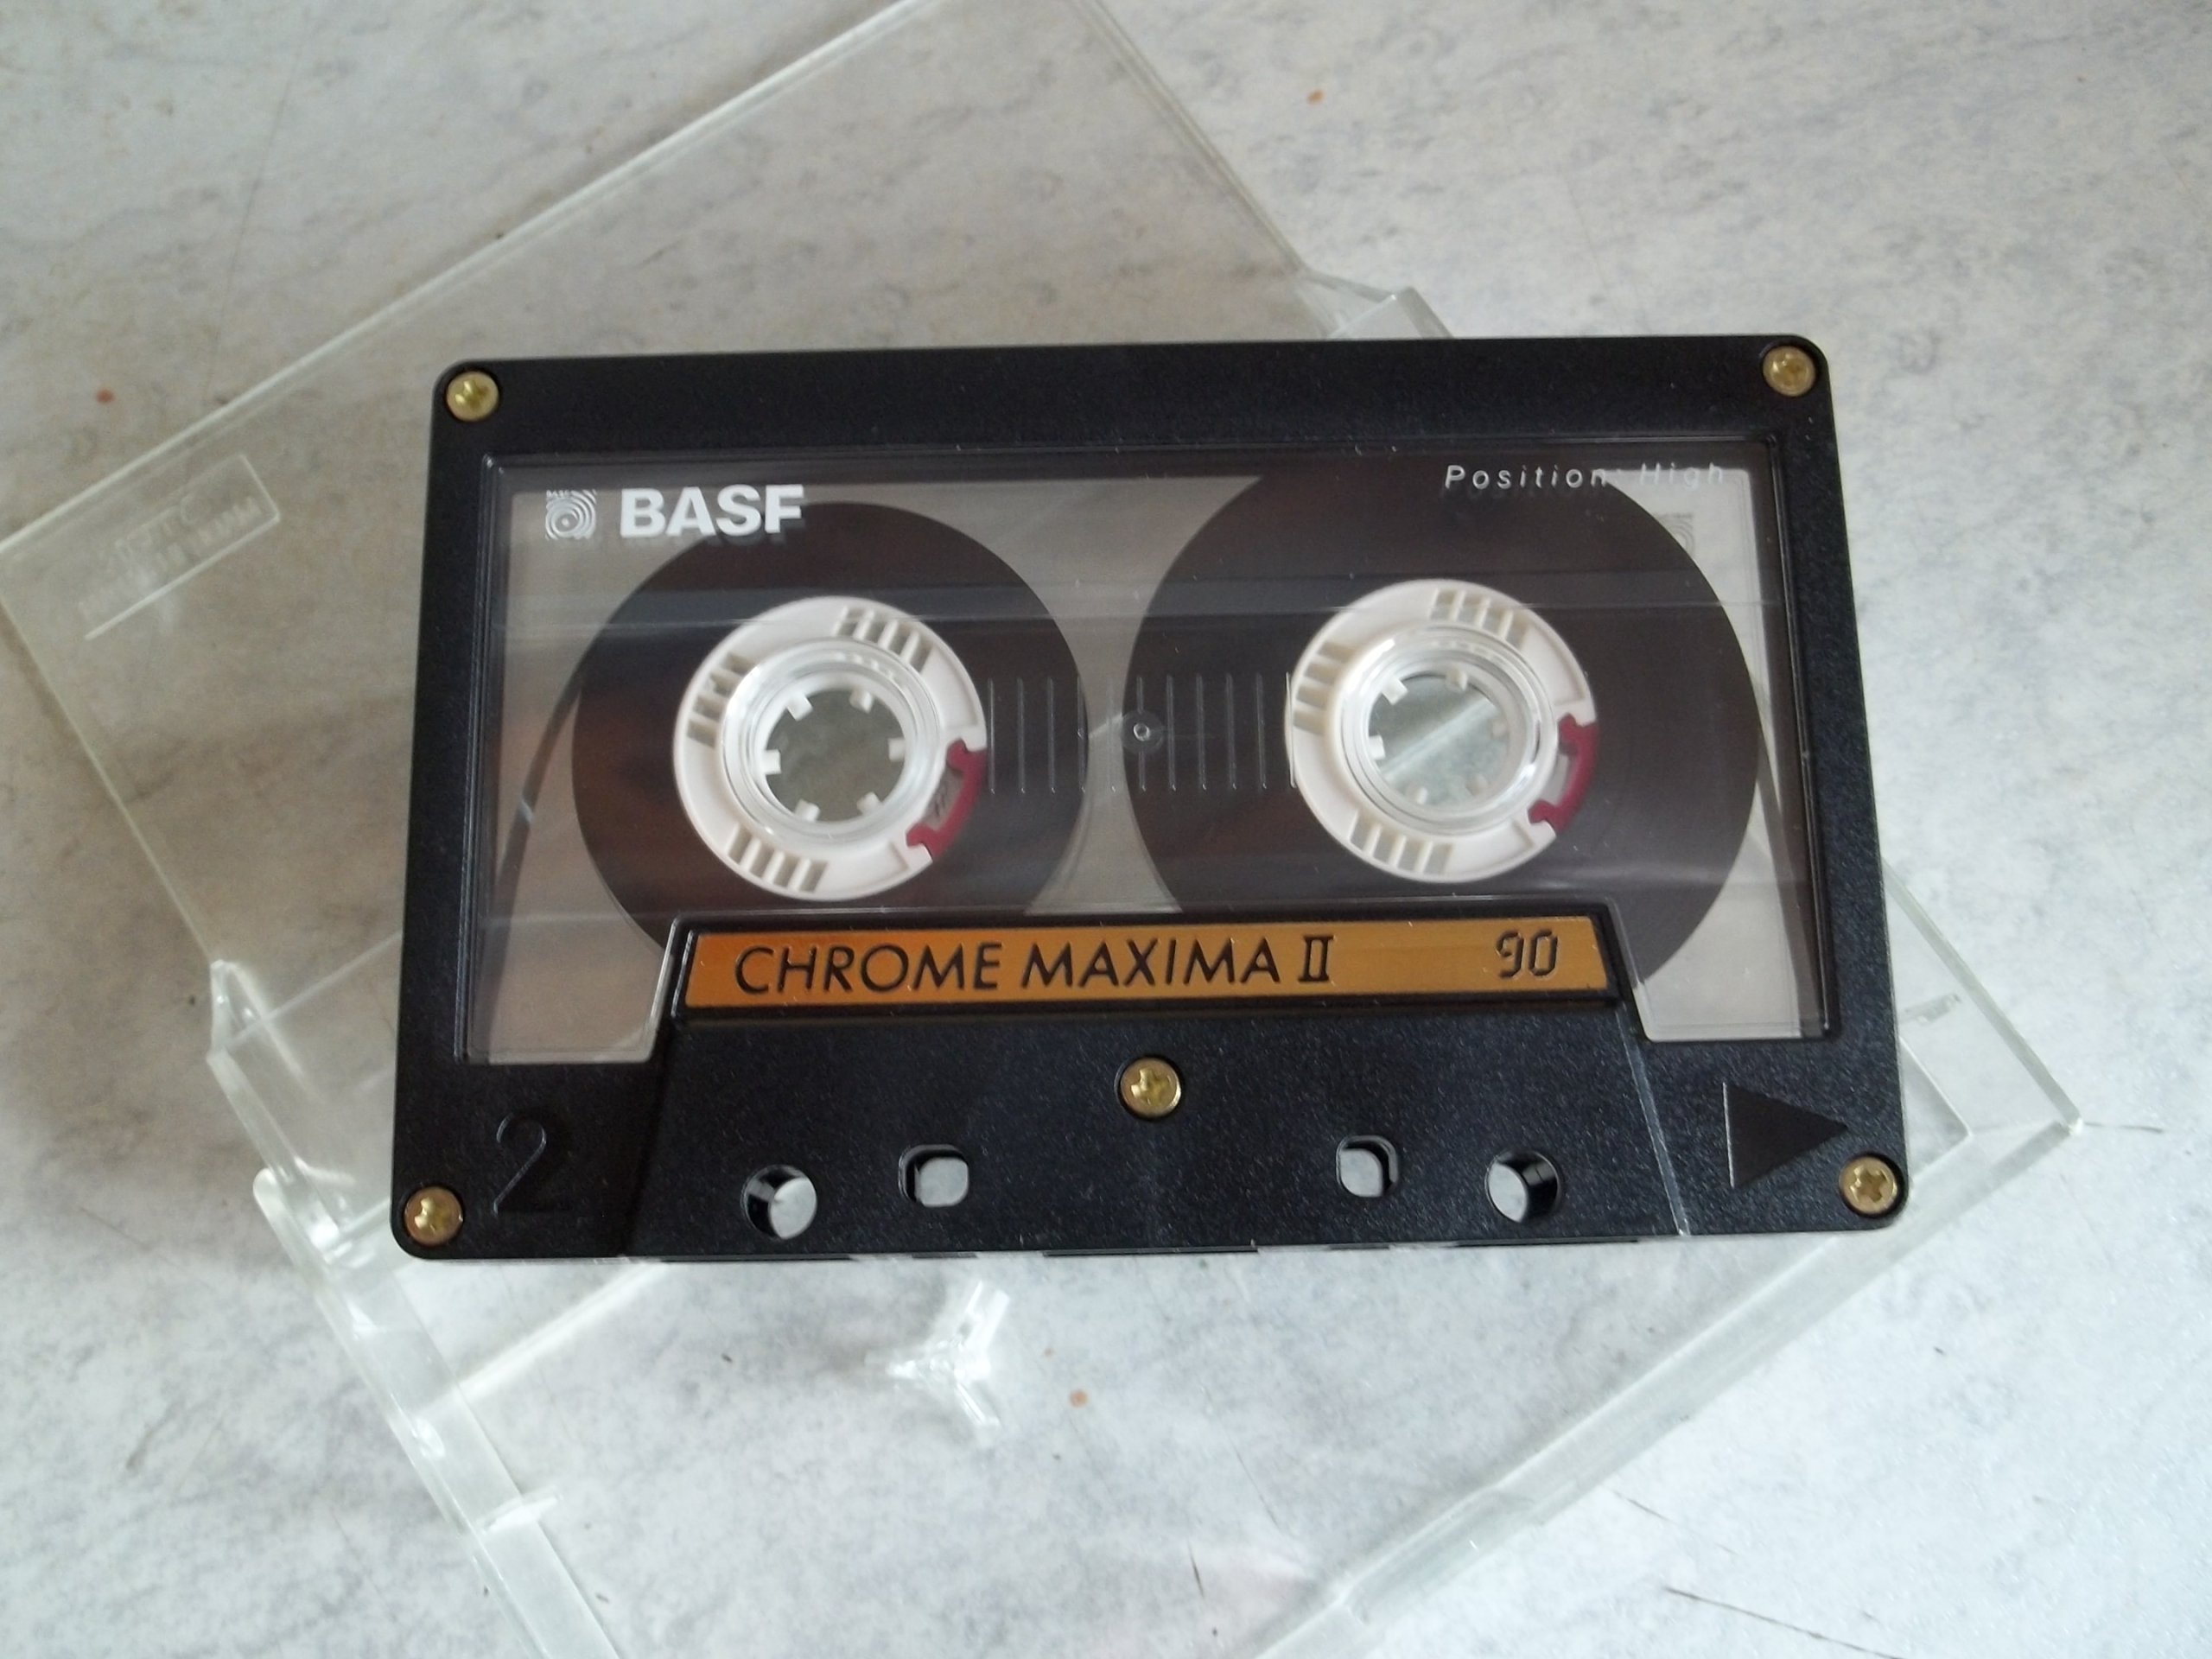 BASF
Position: High
CHROME MAXIMA II 90
2